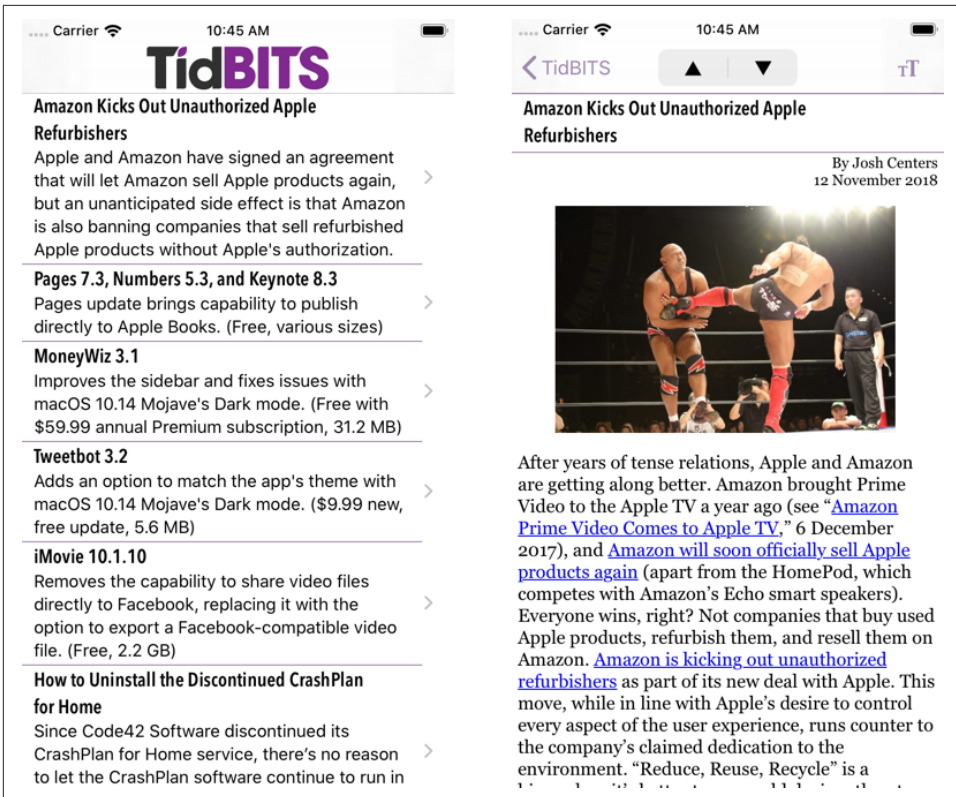 Carrier 10:45 AM
TidBITS
Amazon Kicks Out Unauthorized Apple
Refurbishers
Apple and Amazon have signed an agreement
that will let Amazon sell Apple products again,
but an unanticipated side effect is that Amazon
is also banning companies that sell refurbished
Apple products without Apple's authorization.
Pages 7.3, Numbers 5.3, and Keynote 8.3
Pages update brings capability to publish
directly to Apple Books. (Free, various sizes)
MoneyWiz 3.1
Improves the sidebar and fixes issues with
macOS 10.14 Mojave's Dark mode. (Free with
$59.99 annual Premium subscription, 31.2 MB)
Tweetbot 3.2
Adds an option to match the app's theme with
macOS 10.14 Mojave's Dark mode. ($9.99 new,
free update, 5.6 MB)
iMovie 10.1.10
Removes the capability to share video files
directly to Facebook, replacing it with the
option to export a Facebook-compatible video
file. (Free, 2.2 GB)
How to Uninstall the Discontinued CrashPlan
for Home
Since Code42 Software discontinued its
CrashPlan for Home service, there’s no reason
to let the CrashPlan software continue to run in
Carrier 10:45 AM
TidBITS
TT
Amazon Kicks Out Unauthorized Apple
Refurbishers
By Josh Centers
12 November 2018
After years of tense relations, Apple and Amazon
are getting along better. Amazon brought Prime
Video to the Apple TV a year ago (see “Amazon
Prime Video Comes to Apple TV,” 6 December
2017), and Amazon will soon officially sell Apple
products again (apart from the HomePod, which
competes with Amazon’s Echo smart speakers).
Everyone wins, right? Not companies that buy used
Apple products, refurbish them, and resell them on
Amazon. Amazon is kicking out unauthorized
refurbishers as part of its new deal with Apple. This
move, while in line with Apple’s desire to control
every aspect of the user experience, runs counter to
the company’s claimed dedication to the
environment. “Reduce, Reuse, Recycle” is a